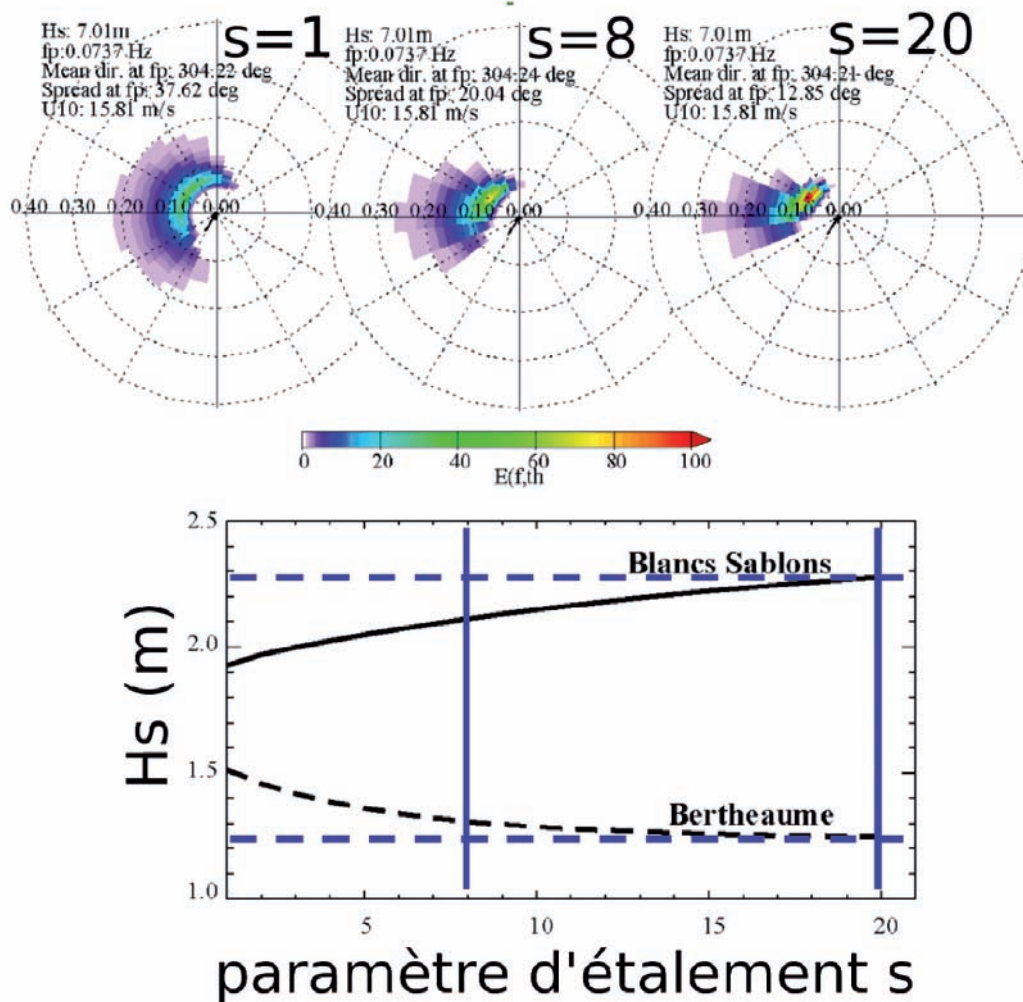 s=1
Hs: 7.01m
fp:0.0737 Hz
Mean dir. at fp: 304.22 deg
Spread at fp: 37.62 deg
U10: 15.81 m/s
0.40 0.30 0.20 0.10 0.00
s=8
Hs: 7.01m
fp:0.0737 Hz
Mean dir. at fp: 304.24 deg
Spread at fp: 20.04 deg
U10: 15.81 m/s
0.40 0.30 0.20 0.10 0.00
s=20
Hs: 7.01m
fp:0.0737 Hz
Mean dir. at fp: 304.21 deg
Spread at fp: 12.85 deg
U10: 15.81 m/s
0.40 0.30 0.20 0.10 0.00
0 20 40 60 80 100
E(f,th
2.5
2.0
1.5
1.0
Hs (m)
Blancs Sablons
Bertheaume
5 10 15 20
paramètre d'étalement s